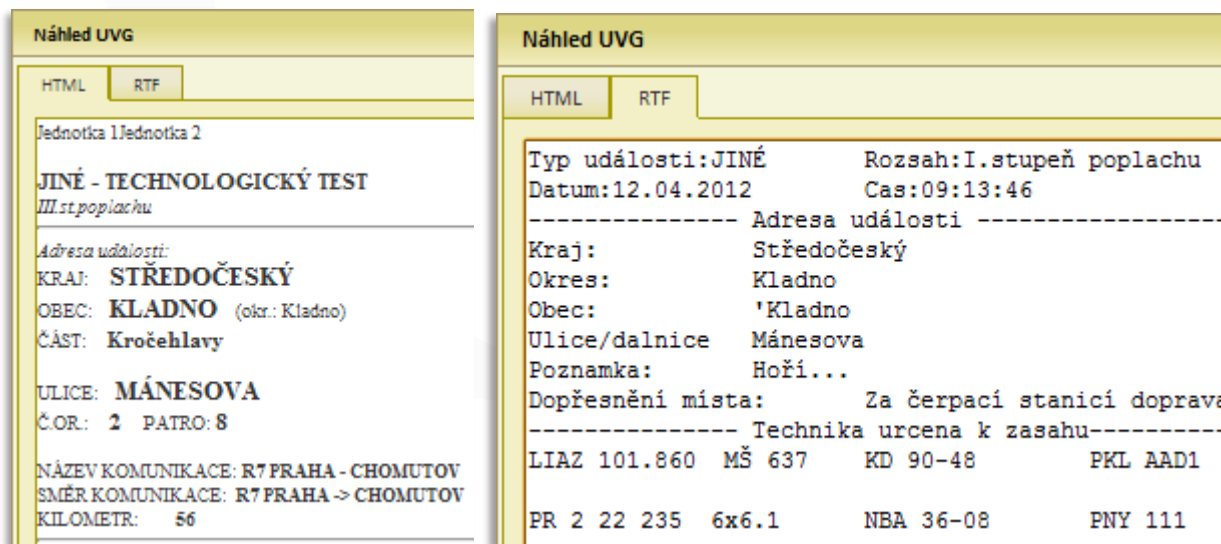 Náhled UVG
HTML RTF
Jednotka 1Jednotka 2
JINÉ - TECHNOLOGICKÝ TEST
III.st.poplachu
Adresa události:
KRAJ: STŘEDOČESKÝ
OBEC: KLADNO (okr.: Kladno)
ČÁST: Kročehlavy
ULICE: MÁNESOVA
Č.OR.: 2 PATRO: 8
NÁZEV KOMUNIKACE: R7 PRAHA - CHOMUTOV
SMĚR KOMUNIKACE: R7 PRAHA -> CHOMUTOV
KILOMETR: 56
Náhled UVG
HTML RTF
Typ události:JINÉ Rozsah:I.stupeň poplachu
Datum:12.04.2012 Cas:09:13:46
--------------- Adresa události -----------------
Kraj: Středočeský
Okres: Kladno
Obec: 'Kladno
Ulice/dalnice Mánesova
Poznamka: Hoří...
Dopřesnění místa: Za čerpací stanicí doprava
--------------- Technika urcena k zasahu----------
LIAZ 101.860 MŠ 637 KD 90-48 PKL AAD1
PR 2 22 235 6x6.1 NBA 36-08 PNY 111